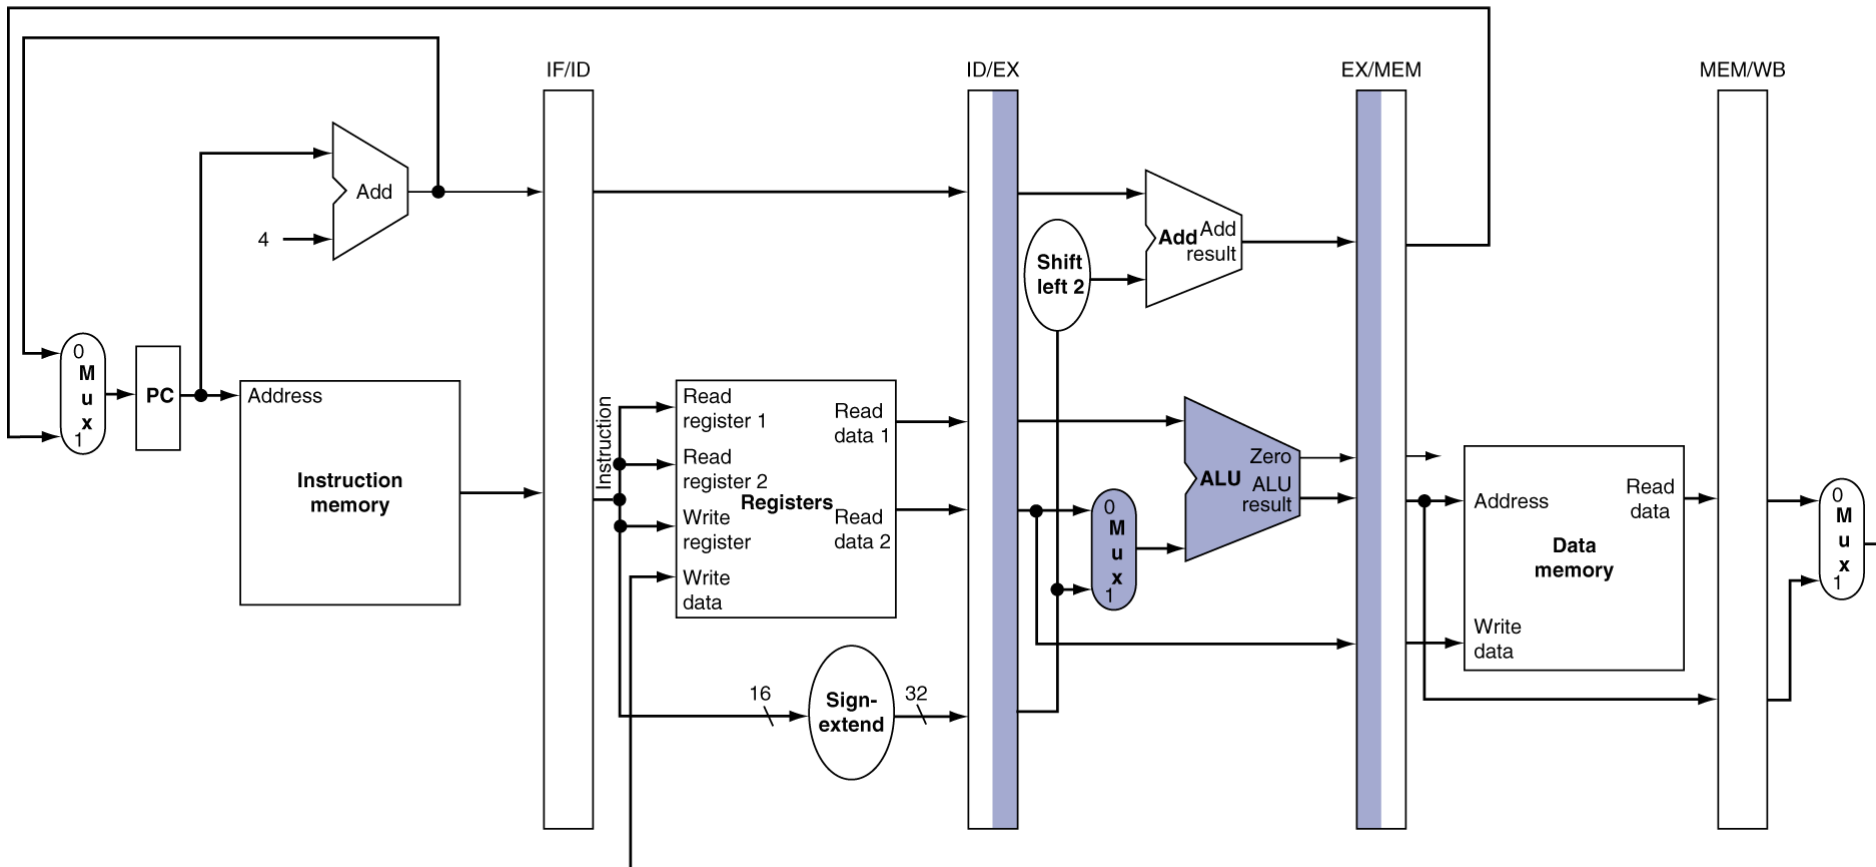 IF/ID
ID/EX
EX/MEM
MEM/WB
Add
4
Shift
left 2
Add
Add
result
0
M
u
x
1
PC
Address
Instruction
memory
Instruction
Read
register 1
Read
register 2
Write
register
Write
data
Registers
Read
data 1
Read
data 2
16
Sign-
extend
32
0
M
u
x
1
Zero
ALU
ALU
result
Address
Read
data
Data
memory
Write
data
0
M
u
x
1